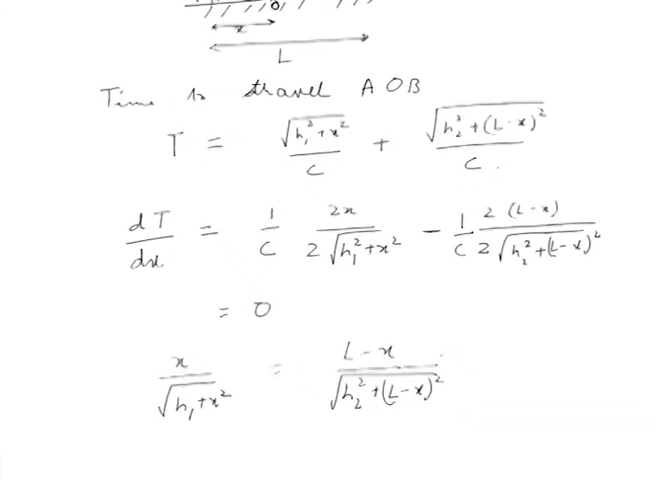 O
x
L
Time to travel AOB
T = √(h₁² + x²) / C + √(h₂² + (L - x)²) / C .
dT/dx = 1/C 2x / 2√(h₁² + x²) - 1/C 2 (L - x) / 2√(h₂² + (L - x)²)
= 0
x / √(h₁ + x²) = L - x / √(h₂² + (L - x)²)